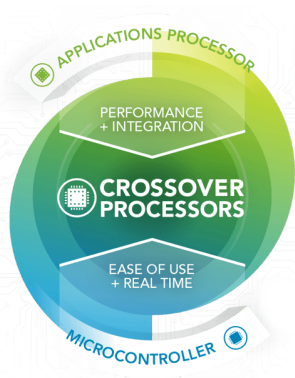 APPLICATIONS PROCESSOR
PERFORMANCE
+ INTEGRATION
CROSSOVER
PROCESSORS
EASE OF USE
+ REAL TIME
MICROCONTROLLER